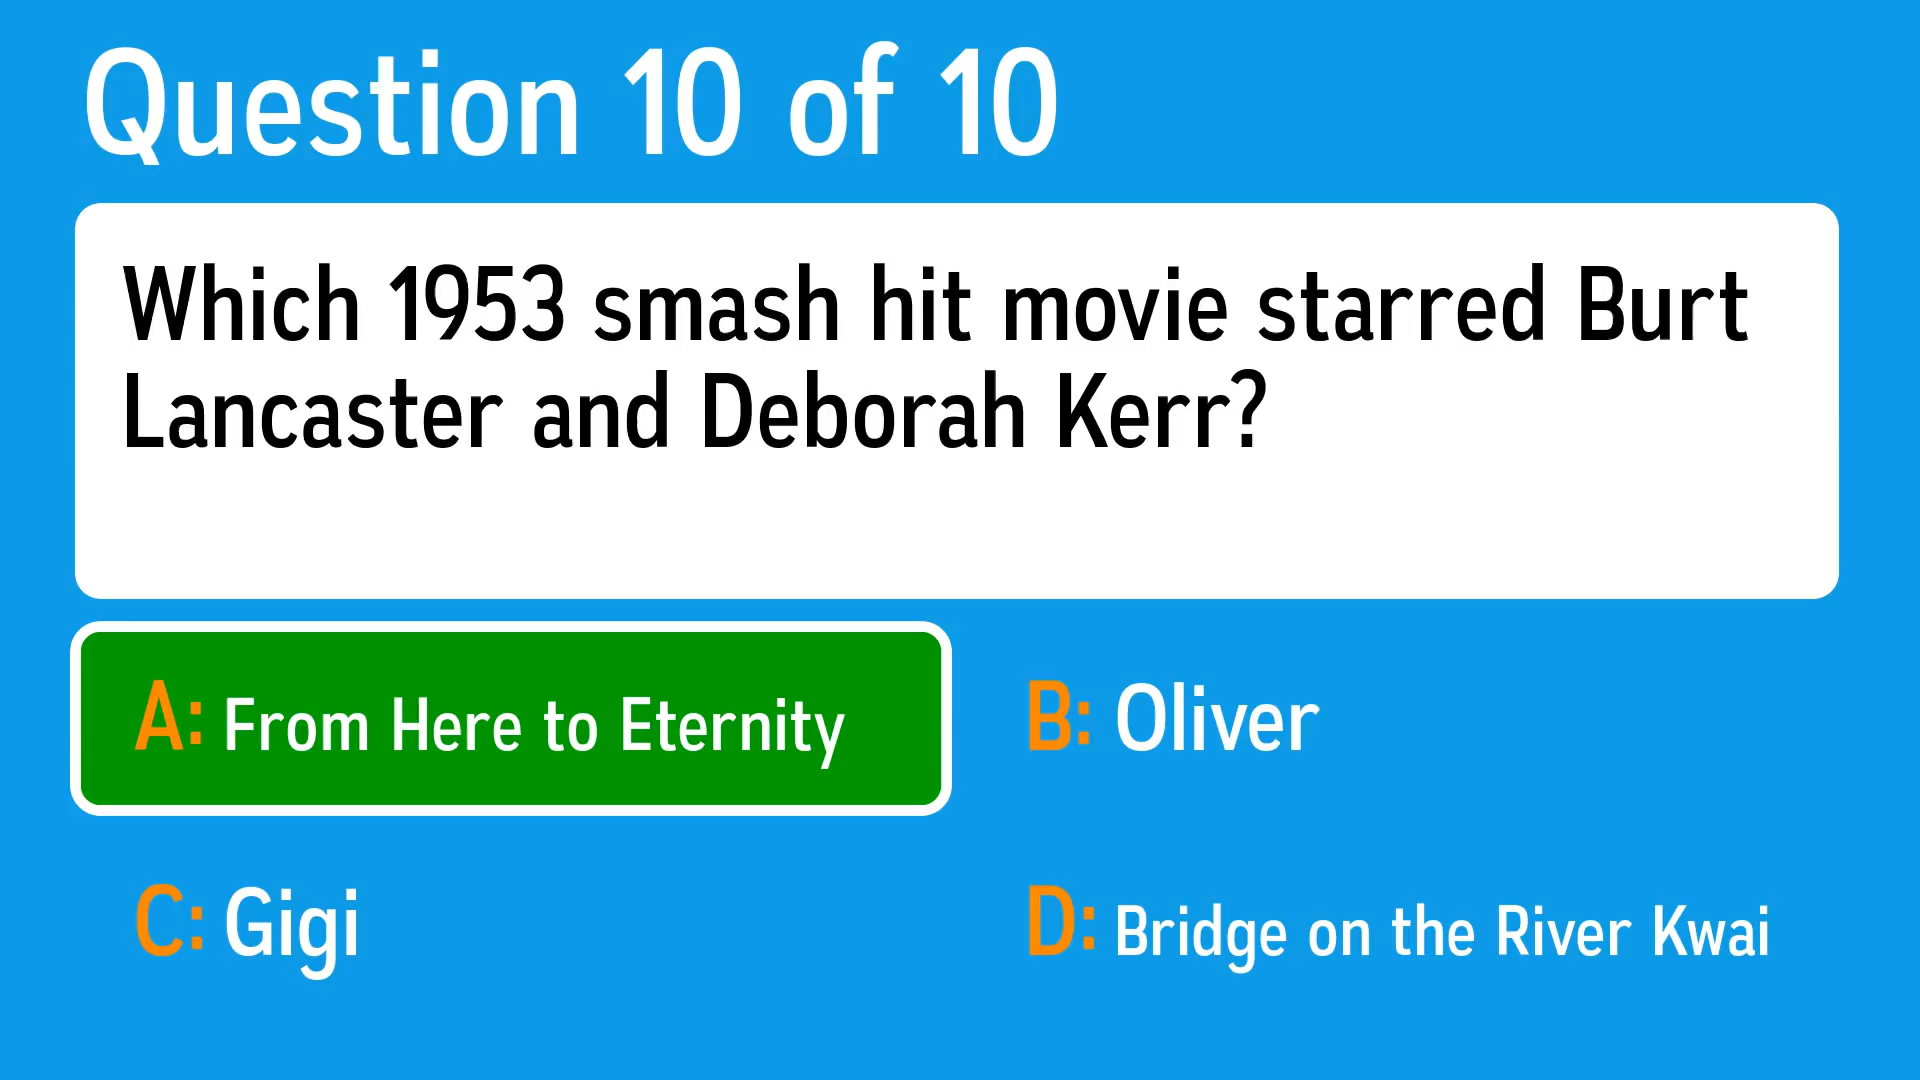 Question 10 of 10
Which 1953 smash hit movie starred Burt
Lancaster and Deborah Kerr?
A: From Here to Eternity
B: Oliver
C: Gigi
D: Bridge on the River Kwai